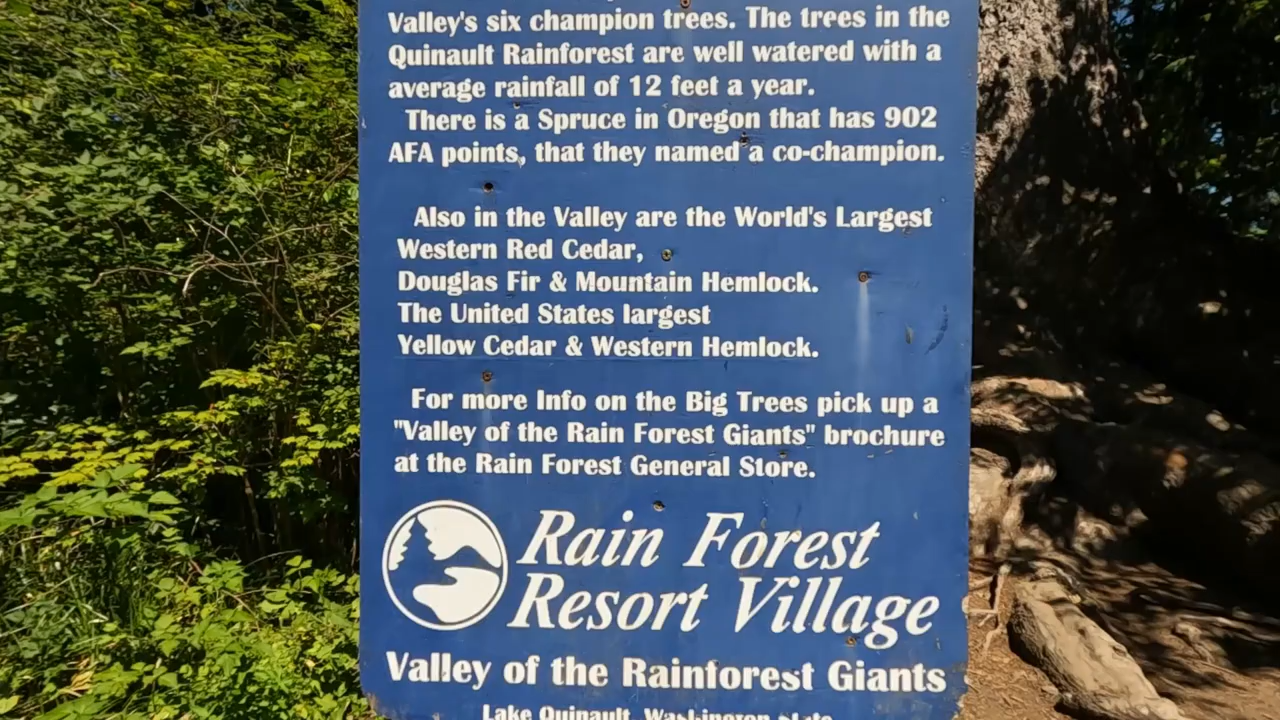 Valley's six champion trees. The trees in the
Quinault Rainforest are well watered with a
average rainfall of 12 feet a year.
There is a Spruce in Oregon that has 902
AFA points, that they named a co-champion.
Also in the Valley are the World's Largest
Western Red Cedar,
Douglas Fir & Mountain Hemlock.
The United States largest
Yellow Cedar & Western Hemlock.
For more Info on the Big Trees pick up a
"Valley of the Rain Forest Giants" brochure
at the Rain Forest General Store.
Rain Forest
Resort Village
Valley of the Rainforest Giants
Lake Quinault, Washington state